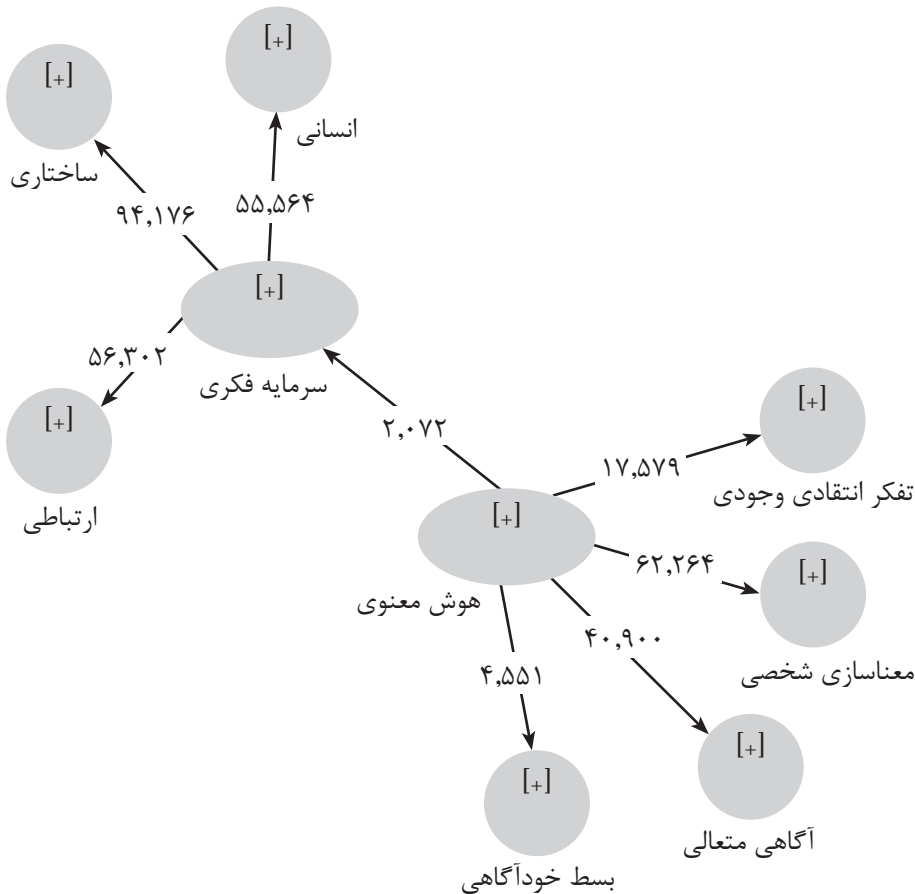 [+]
انسانی
[+]
ساختاری
۹۴,۱۷۶
۵۵,۵۶۴
[+]
سرمایه فکری
۵۶,۳۰۲
[+]
ارتباطی
۲,۰۷۲
[+]
هوش معنوی
۱۷,۵۷۹
[+]
تفکر انتقادی وجودی
۶۲,۲۶۴
[+]
معناسازی شخصی
۴۰,۹۰۰
[+]
آگاهی متعالی
۴,۵۵۱
[+]
بسط خودآگاهی